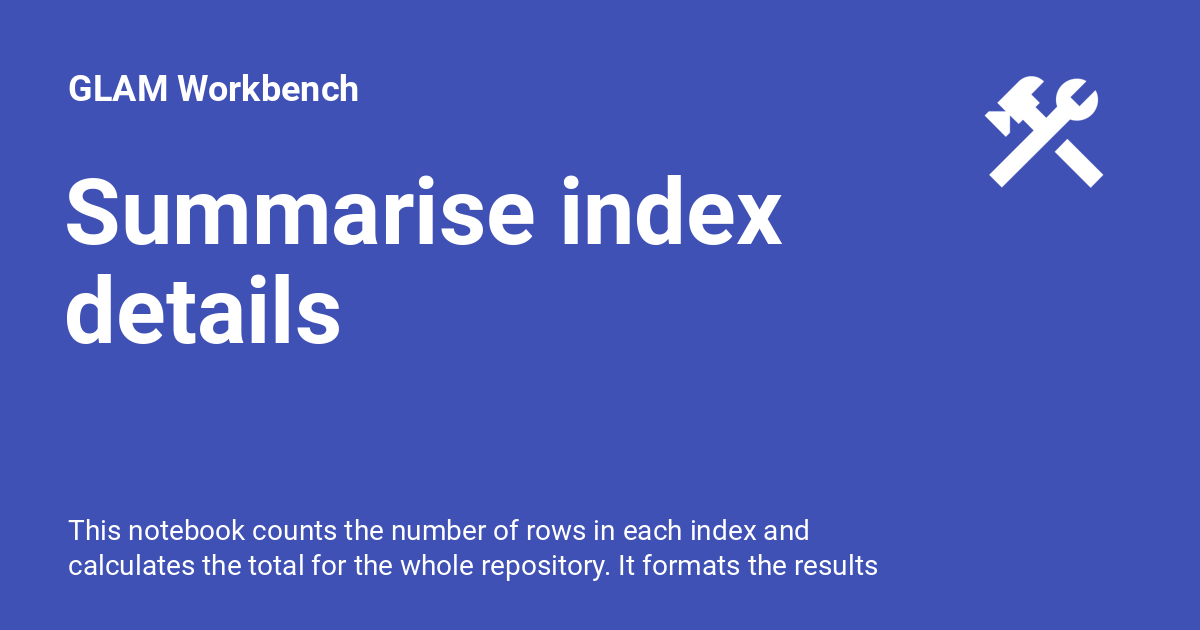 GLAM Workbench
Summarise index
details
This notebook counts the number of rows in each index and
calculates the total for the whole repository. It formats the results